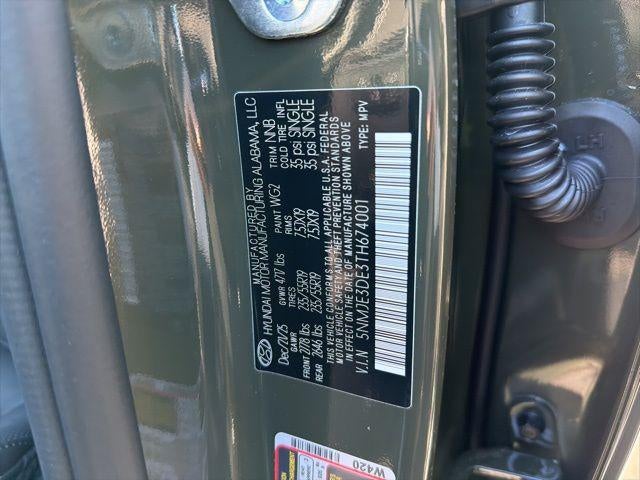 MANUFACTURED BY
HYUNDAI MOTOR MANUFACTURING ALABAMA, LLC
Dec/01/25 PAINT WG2 TRIM NNB
GVWR 4717 lbs
GAWR TIRES RIMS COLD TIRE INFL
FRONT 235/55R19 7.5JX19 35 psi SINGLE
REAR 2646 lbs 235/55R19 7.5JX19 35 psi SINGLE
THIS VEHICLE CONFORMS TO ALL APPLICABLE U.S.A. FEDERAL
MOTOR VEHICLE SAFETY, BUMPER, AND THEFT PREVENTION STANDARDS
IN EFFECT ON THE DATE OF MANUFACTURE SHOWN ABOVE
V.I.N : 5NMJE3DE3TH674001 TYPE: MPV
LH
W420